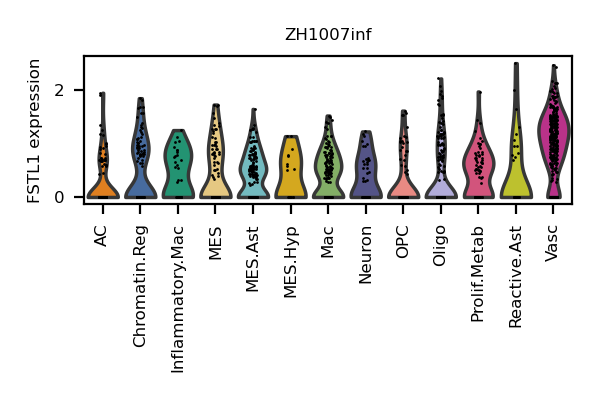 ZH1007inf
FSTL1 expression
2
0
AC
Chromatin.Reg
Inflammatory.Mac
MES
MES.Ast
MES.Hyp
Mac
Neuron
OPC
Oligo
Prolif.Metab
Reactive.Ast
Vasc